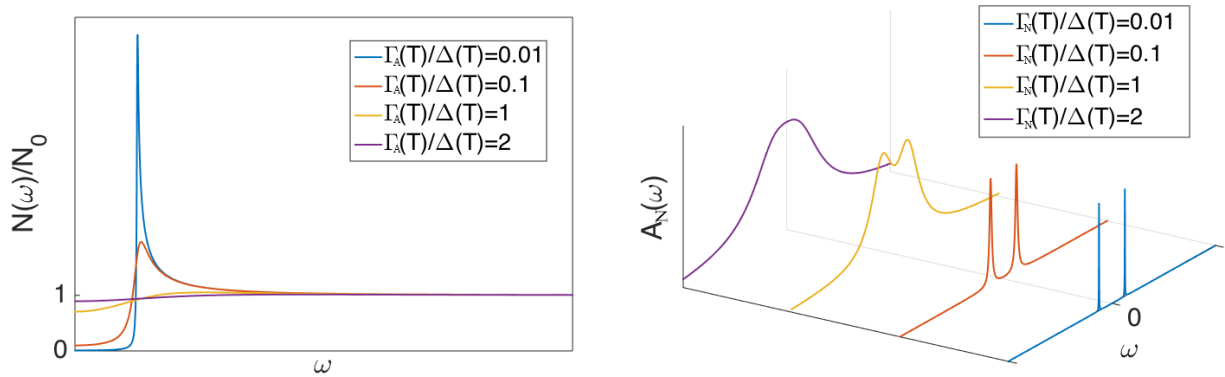 Γ_A(T)/Δ(T)=0.01
Γ_A(T)/Δ(T)=0.1
Γ_A(T)/Δ(T)=1
Γ_A(T)/Δ(T)=2
N(ω)/N_0
1
0
ω
Γ_N(T)/Δ(T)=0.01
Γ_N(T)/Δ(T)=0.1
Γ_N(T)/Δ(T)=1
Γ_N(T)/Δ(T)=2
A_N(ω)
0
ω